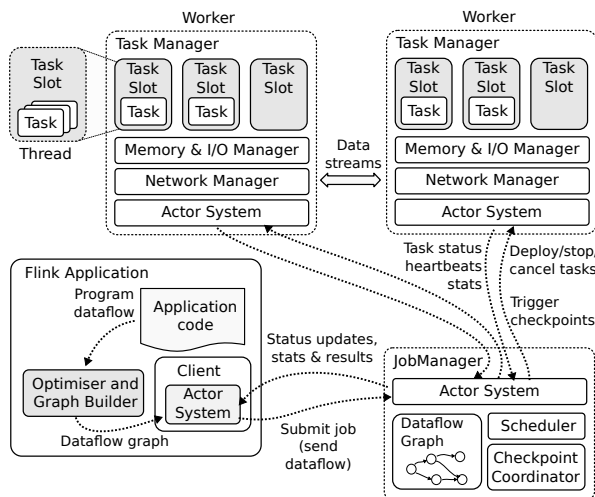 Worker
Task Manager
Task
Slot
Task
Thread
Task
Slot
Task
Task
Slot
Task
Task
Slot
Memory & I/O Manager
Network Manager
Actor System
Data
streams
Worker
Task Manager
Task
Slot
Task
Task
Slot
Task
Task
Slot
Memory & I/O Manager
Network Manager
Actor System
Task status
heartbeats
stats
Deploy/stop/
cancel tasks
Trigger
checkpoints
Flink Application
Program
dataflow
Application
code
Optimiser and
Graph Builder
Dataflow graph
Client
Actor
System
Status updates,
stats & results
Submit job
(send
dataflow)
JobManager
Actor System
Dataflow
Graph
Scheduler
Checkpoint
Coordinator